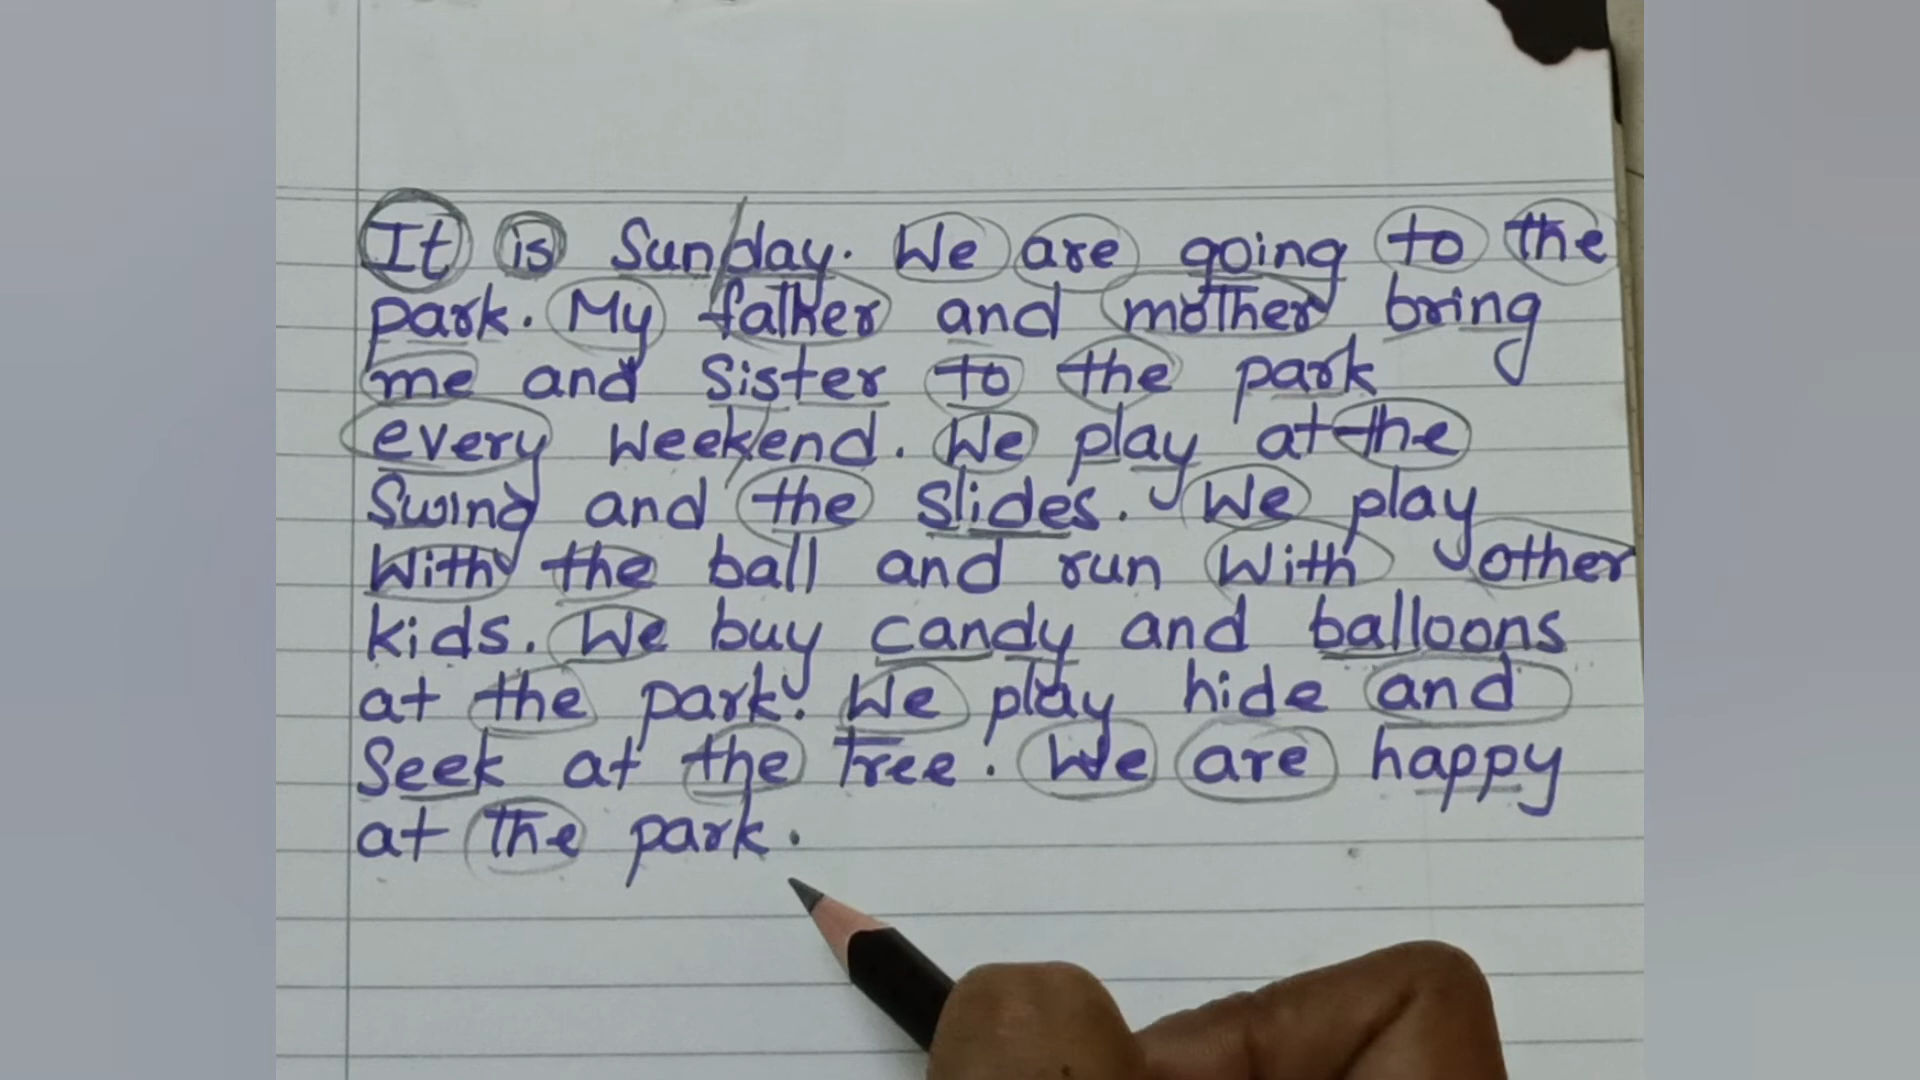 It is Sunday. We are going to the
park. My father and mother bring
me and Sister to the park
every weekend. We play at the
Swing and the slides. We play
With the ball and run with other
kids. We buy candy and balloons
at the park. We play hide and
Seek at the Tree. We are happy
at the park.